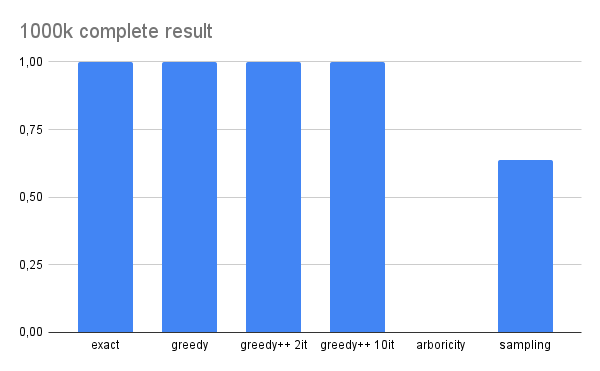 1000k complete result
1,00
0,75
0,50
0,25
0,00
exact greedy greedy++ 2it greedy++ 10it arboricity sampling